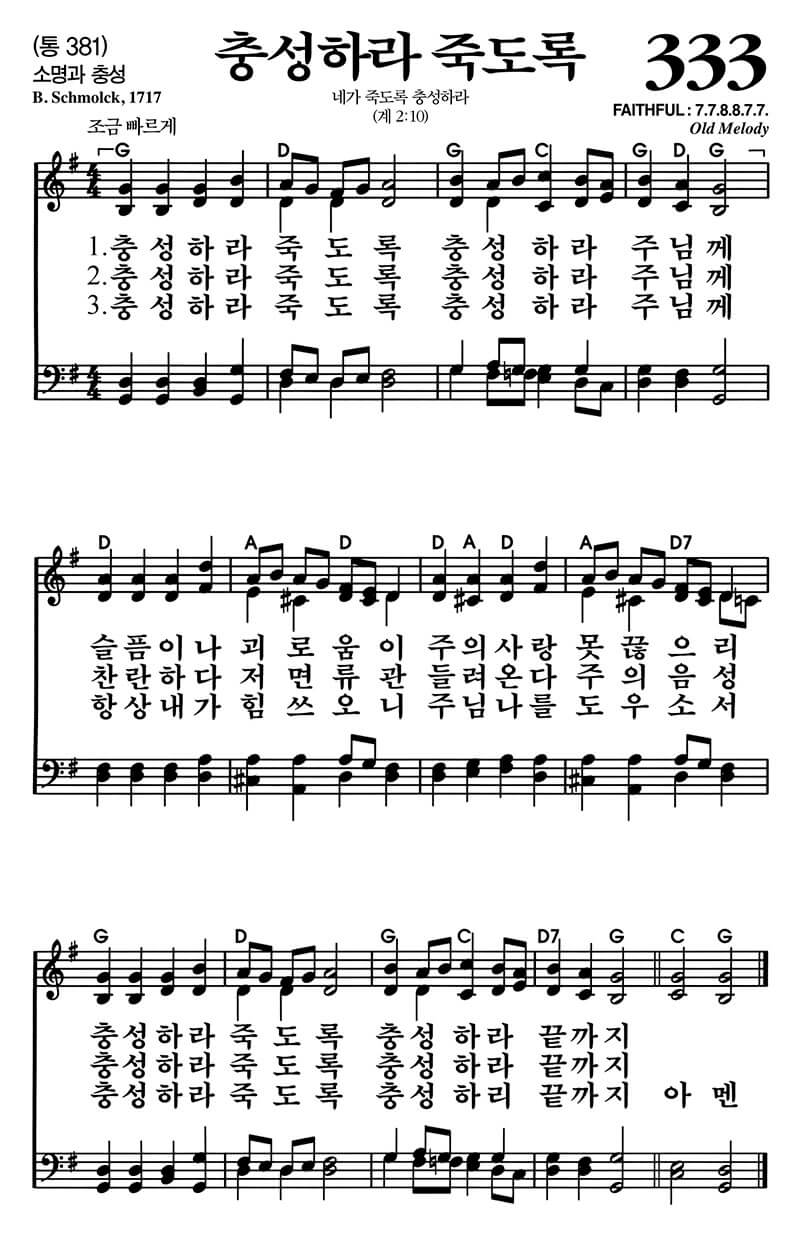 (통 381)
충성하라 죽도록
333
소명과 충성
B. Schmolck, 1717
네가 죽도록 충성하라
(계 2:10)
FAITHFUL : 7.7.8.8.7.7.
Old Melody
조금 빠르게
G D G C G D G
1.충 성 하 라 죽 도 록 충 성 하 라 주 님 께
2.충 성 하 라 죽 도 록 충 성 하 라 주 님 께
3.충 성 하 라 죽 도 록 충 성 하 라 주 님 께
D A D D A D A D7
슬 픔 이 나 괴 로 움 이 주 의 사 랑 못 끊 으 리
찬 란 하 다 저 면 류 관 들 려 온 다 주 의 음 성
항 상 내 가 힘 쓰 오 니 주 님 나 를 도 우 소 서
G D G C D7 G C G
충 성 하 라 죽 도 록 충 성 하 라 끝 까 지
충 성 하 라 죽 도 록 충 성 하 라 끝 까 지
충 성 하 라 죽 도 록 충 성 하 리 끝 까 지 아 멘